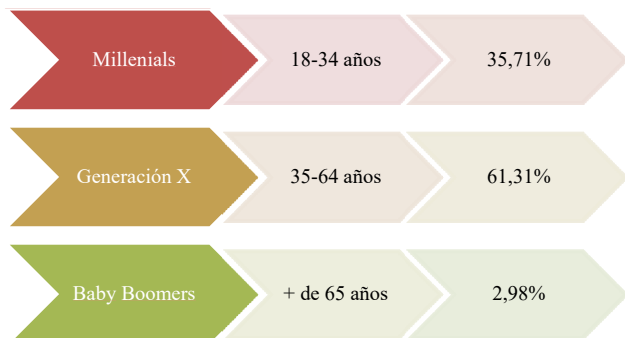 Millenials
18-34 años
35,71%
Generación X
35-64 años
61,31%
Baby Boomers
+ de 65 años
2,98%